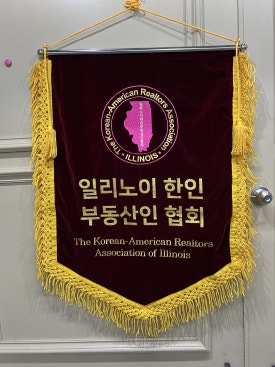 The Korean-American Realtors Association
• ILLINOIS •
일리노이 한인
부동산인 협회
The Korean-American Realtors
Association of Illinois